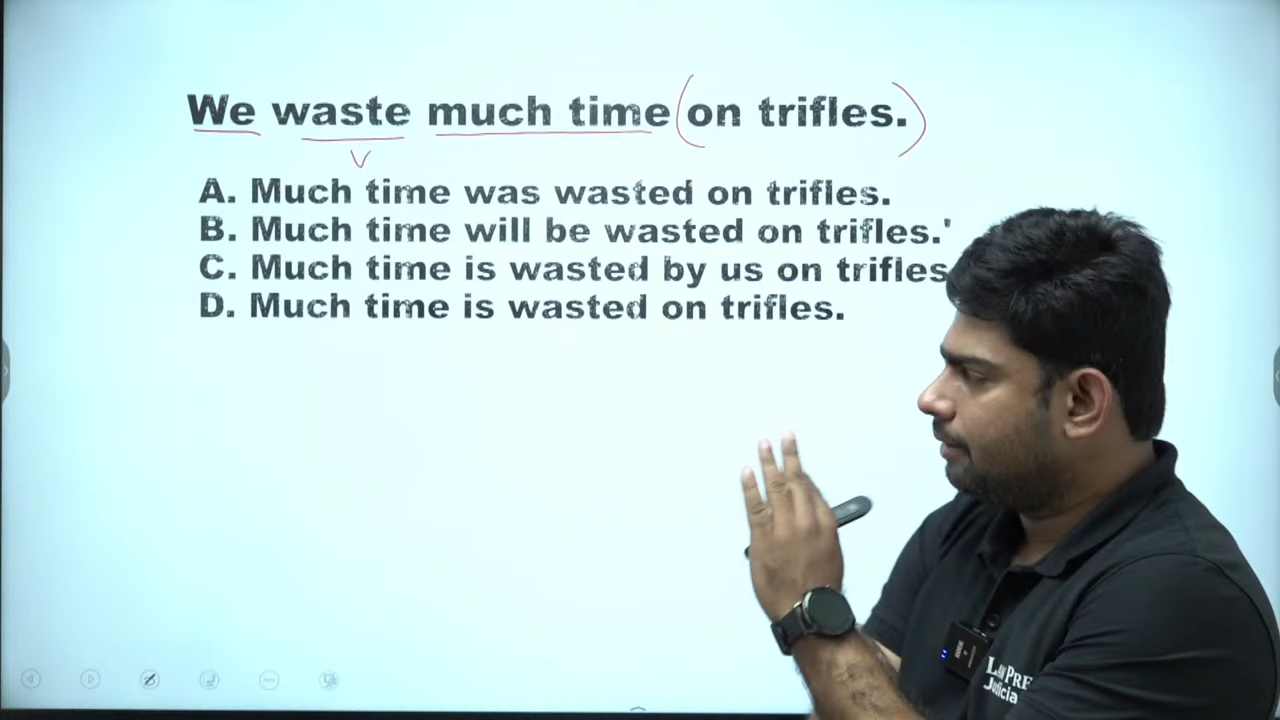 We waste much time (on trifles.)
V
A. Much time was wasted on trifles.
B. Much time will be wasted on trifles.'
C. Much time is wasted by us on trifles
D. Much time is wasted on trifles.
Judicia